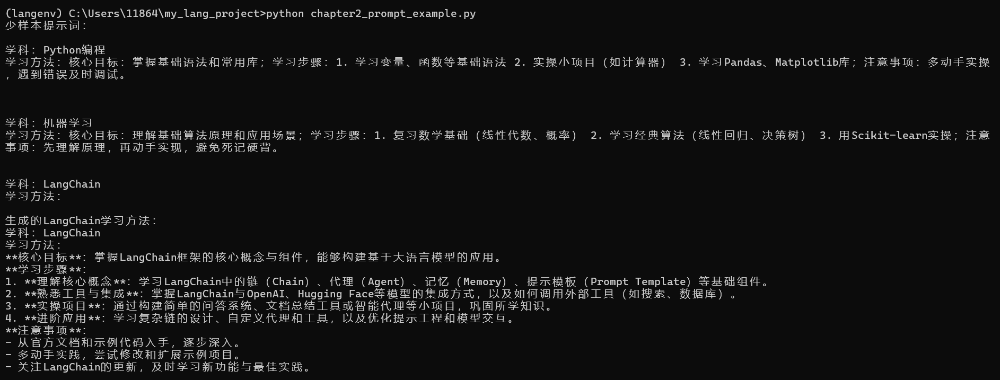 (langenv) C:\Users\11864\my_lang_project>python chapter2_prompt_example.py
少样本提示词：
学科：Python编程
学习方法：核心目标：掌握基础语法和常用库；学习步骤：1. 学习变量、函数等基础语法 2. 实操小项目（如计算器） 3. 学习Pandas、Matplotlib库；注意事项：多动手实操
，遇到错误及时调试。
学科：机器学习
学习方法：核心目标：理解基础算法原理和应用场景；学习步骤：1. 复习数学基础（线性代数、概率） 2. 学习经典算法（线性回归、决策树） 3. 用Scikit-learn实操；注意
事项：先理解原理，再动手实现，避免死记硬背。
学科：LangChain
学习方法：
生成的LangChain学习方法：
学科：LangChain
学习方法：
**核心目标**：掌握LangChain框架的核心概念与组件，能够构建基于大语言模型的应用。
**学习步骤**：
1. **理解核心概念**：学习LangChain中的链（Chain）、代理（Agent）、记忆（Memory）、提示模板（Prompt Template）等基础组件。
2. **熟悉工具与集成**：掌握LangChain与OpenAI、Hugging Face等模型的集成方式，以及如何调用外部工具（如搜索、数据库）。
3. **实操项目**：通过构建简单的问答系统、文档总结工具或智能代理等小项目，巩固所学知识。
4. **进阶应用**：学习复杂链的设计、自定义代理和工具，以及优化提示工程和模型交互。
**注意事项**：
- 从官方文档和示例代码入手，逐步深入。
- 多动手实践，尝试修改和扩展示例项目。
- 关注LangChain的更新，及时学习新功能与最佳实践。